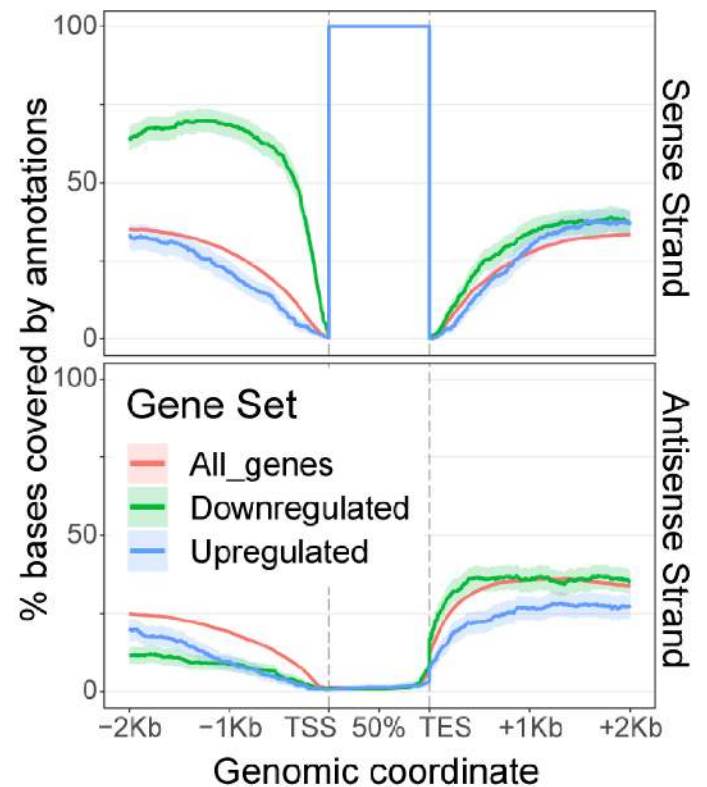 % bases covered by annotations
100
50
0
Sense Strand
100
50
0
Antisense Strand
Gene Set
All_genes
Downregulated
Upregulated
−2Kb −1Kb TSS 50% TES +1Kb +2Kb
Genomic coordinate